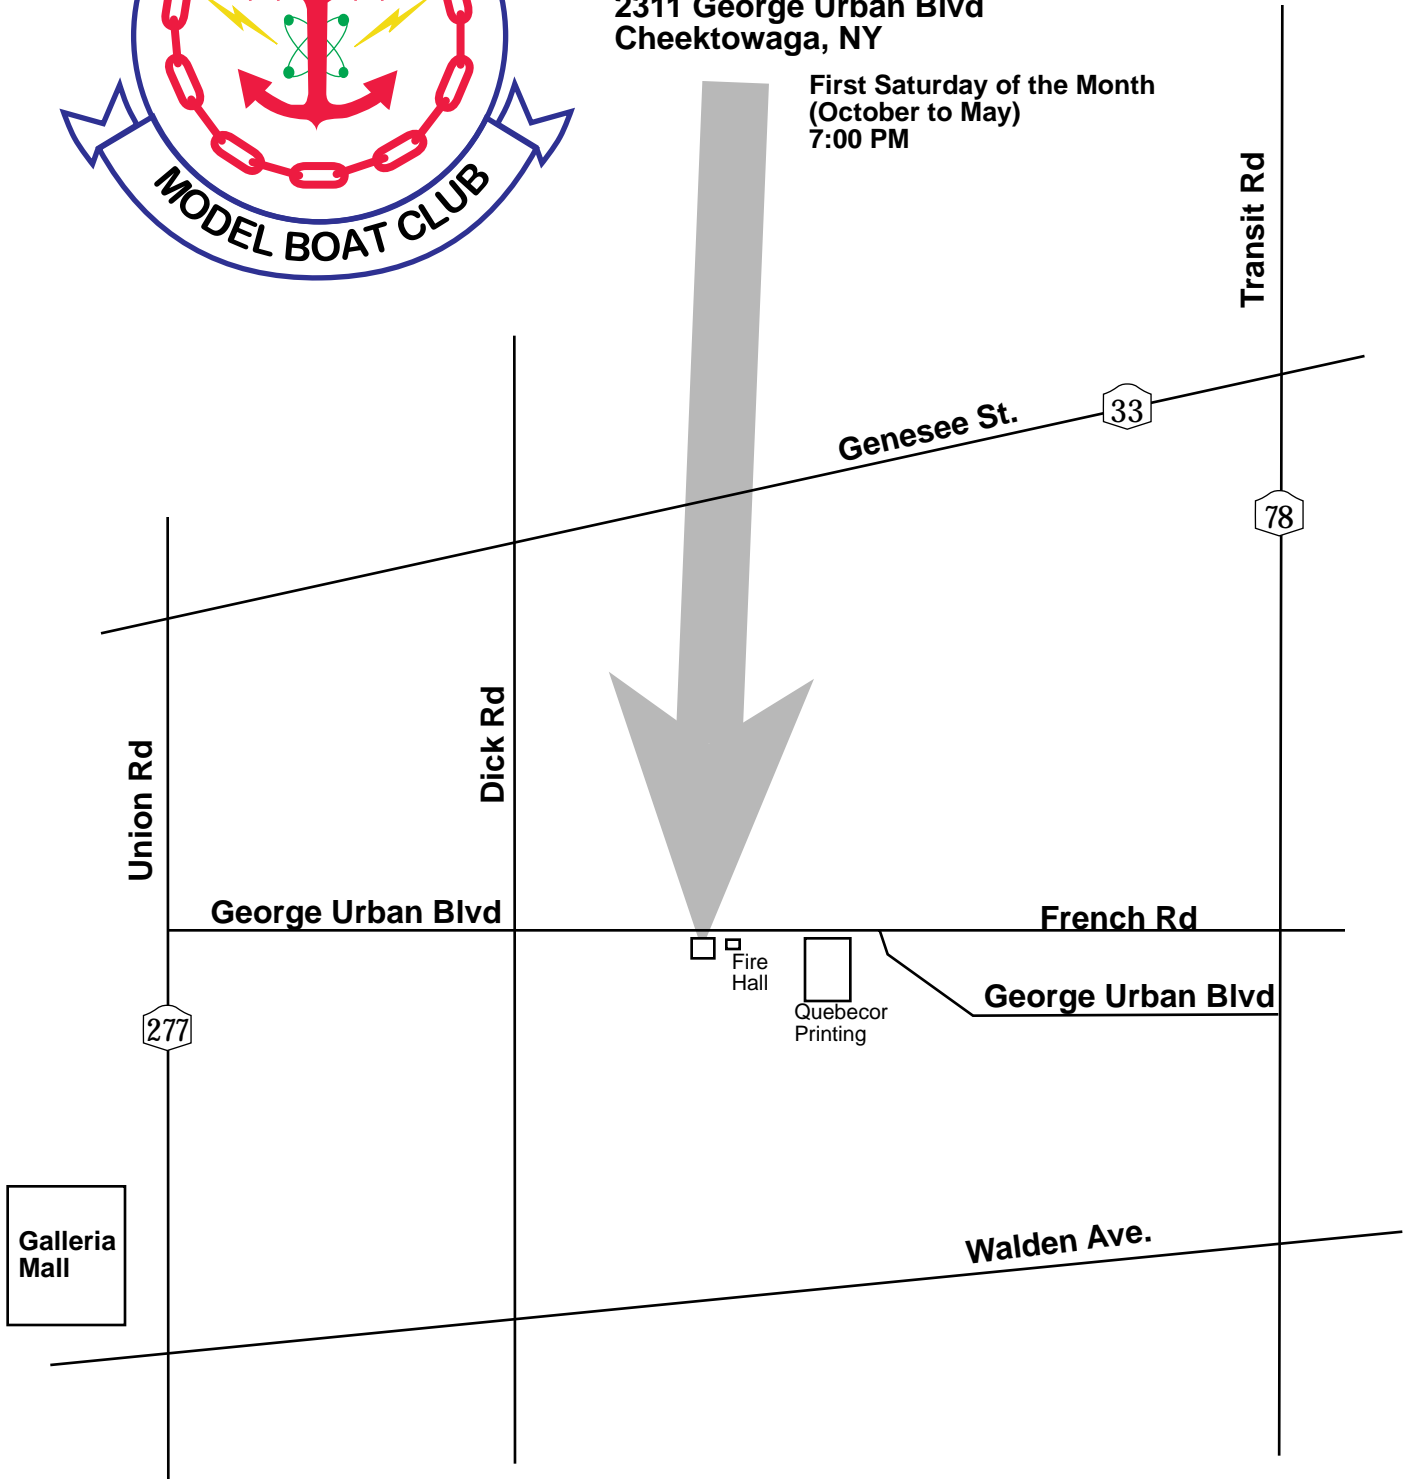 2311 George Urban Blvd
Cheektowaga, NY
First Saturday of the Month
(October to May)
7:00 PM
MODEL BOAT CLUB
Transit Rd
Genesee St.
33
78
Dick Rd
Union Rd
George Urban Blvd
French Rd
Fire
Hall
George Urban Blvd
Quebecor
Printing
277
Galleria
Mall
Walden Ave.